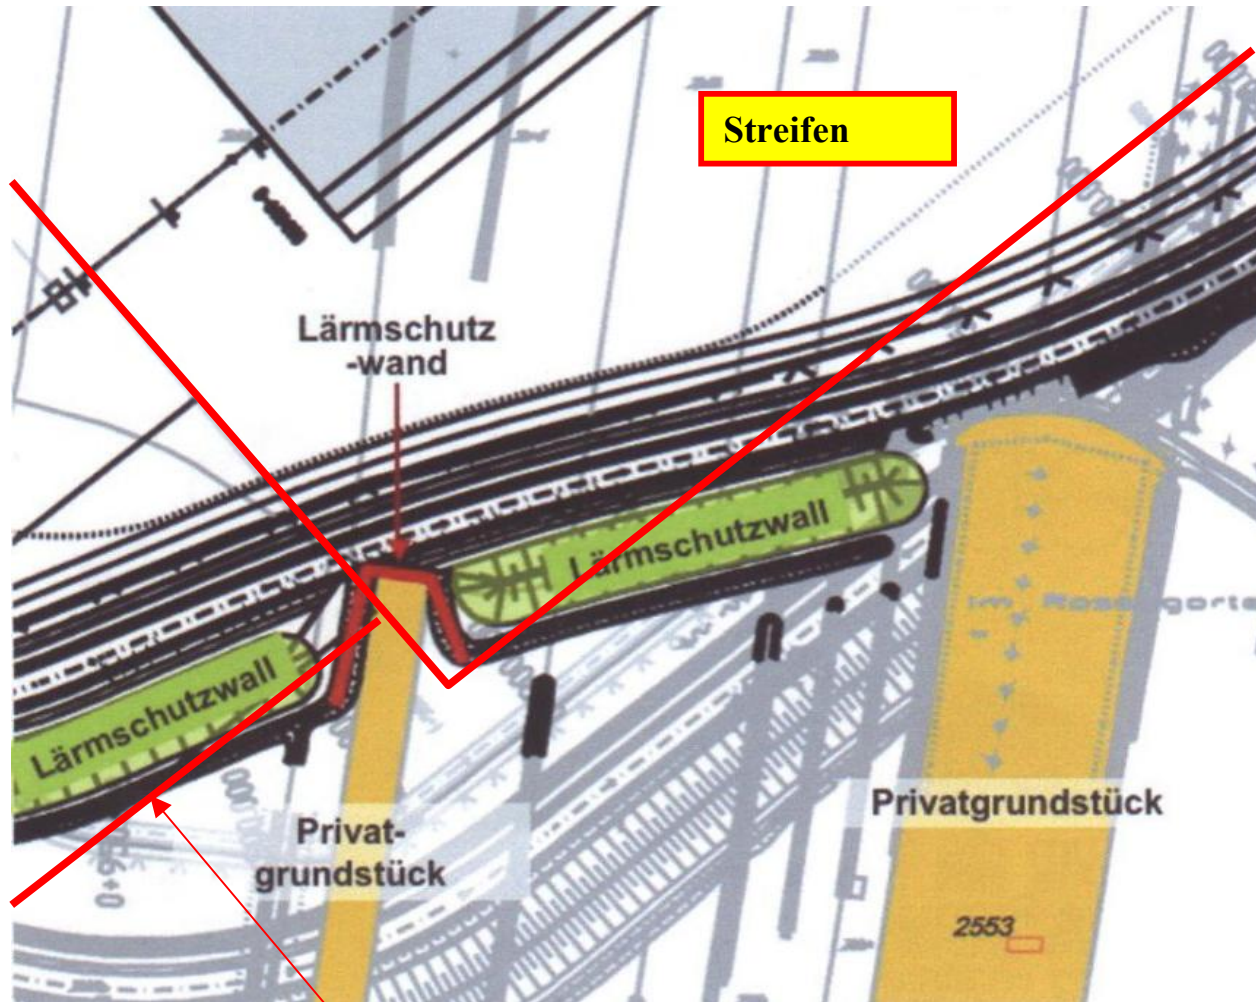 Streifen
Lärmschutz
-wand
Lärmschutzwall
Lärmschutzwall
Privatgrundstück
Privat-
grundstück
2553